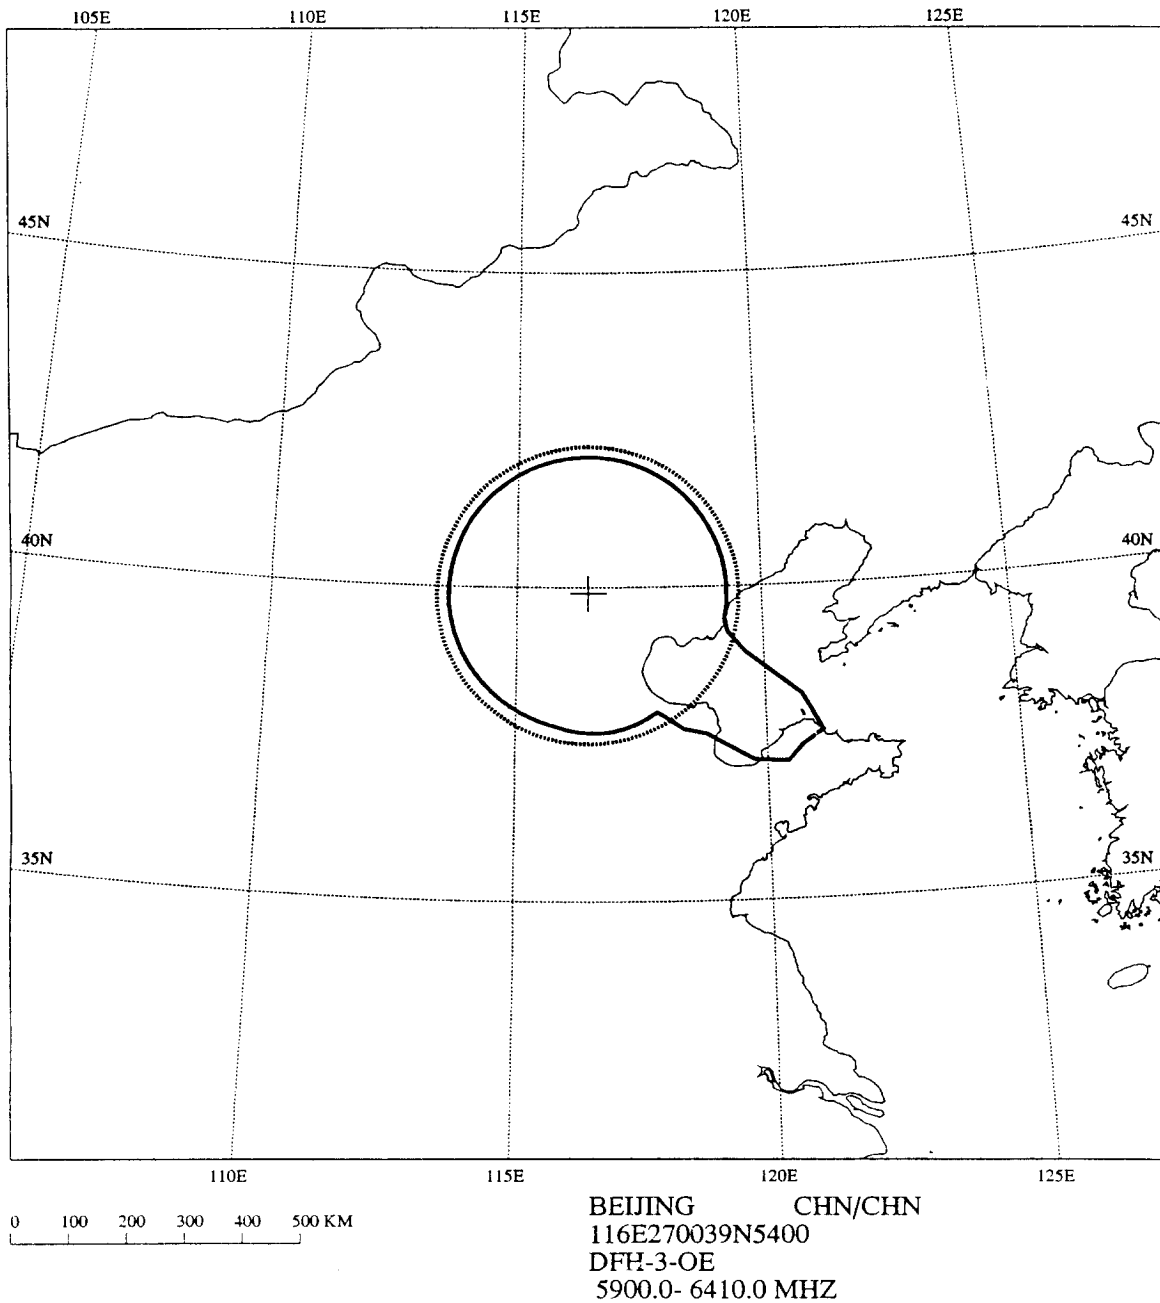 105E 110E 115E 120E 125E
45N 45N
40N 40N
35N 35N
110E 115E 120E 125E
0 100 200 300 400 500 KM
BEIJING CHN/CHN
116E270039N5400
DFH-3-OE
5900.0- 6410.0 MHZ